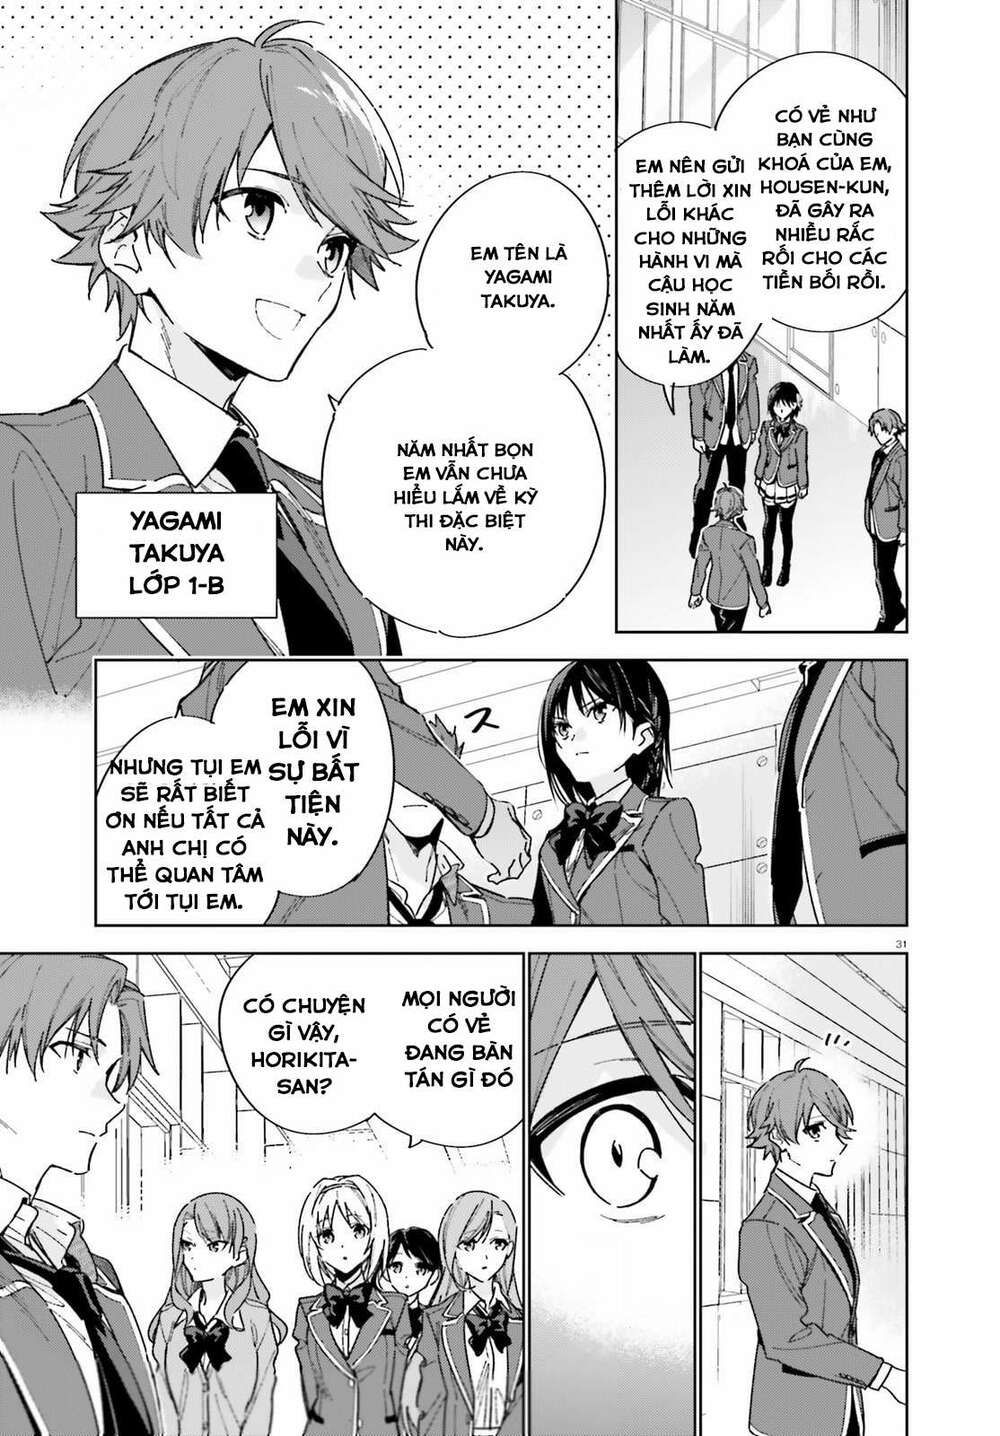 CÓ VẺ NHƯ
BẠN CÙNG
KHOÁ CỦA EM,
HOUSEN-KUN,
ĐÃ GÂY RA
NHIỀU RẮC
RỐI CHO CÁC
TIỀN BỐI RỒI.
EM NÊN GỬI
THÊM LỜI XIN
LỖI KHÁC
CHO NHỮNG
HÀNH VI MÀ
CẬU HỌC
SINH NĂM
NHẤT ẤY ĐÃ
LÀM.
EM TÊN LÀ
YAGAMI
TAKUYA.
NĂM NHẤT BỌN
EM VẪN CHƯA
HIỂU LẮM VỀ KỲ
THI ĐẶC BIỆT
NÀY.
YAGAMI
TAKUYA
LỚP 1-B
ス
EM XIN
LỖI VÌ
SỰ BẤT
TIỆN
NÀY.
NHƯNG TỤI EM
SẼ RẤT BIẾT
ƠN NẾU TẤT CẢ
ANH CHỊ CÓ
THỂ QUAN TÂM
TỚI TỤI EM.
31
MỌI NGƯỜI
CÓ VẺ
ĐANG BÀN
TÁN GÌ ĐÓ
CÓ CHUYỆN
GÌ VẬY,
HORIKITA-
SAN?